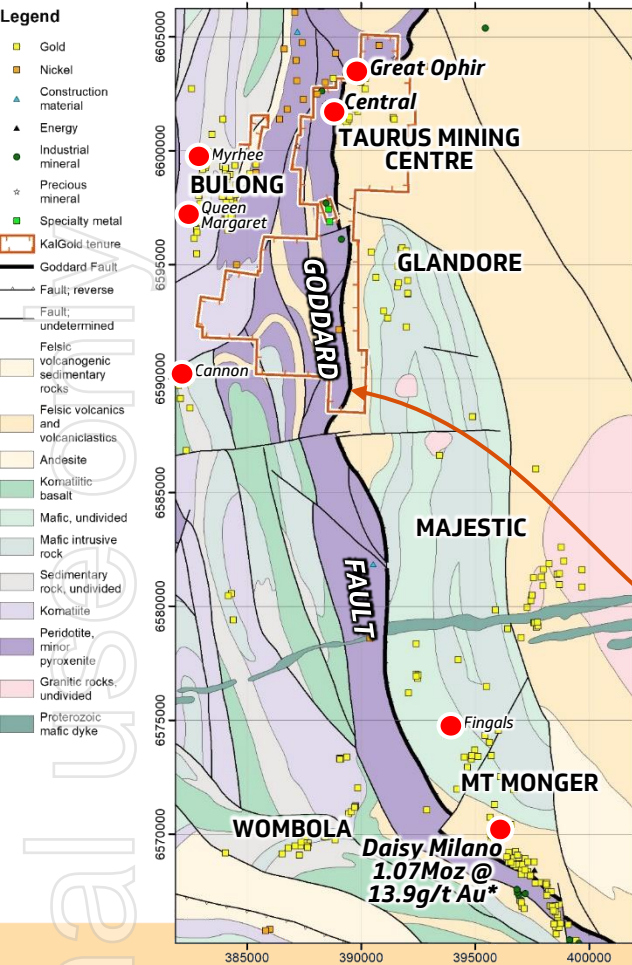 Legend
Gold
Nickel
Construction
material
Energy
Industrial
mineral
Precious
mineral
Specialty metal
KalGold tenure
Goddard Fault
Fault; reverse
Fault;
undetermined
Felsic
volcanogenic
sedimentary
rocks
Felsic volcanics
and
volcaniclastics
Andesite
Komatiitic
basalt
Mafic, undivided
Mafic intrusive
rock
Sedimentary
rock, undivided
Komatiite
Peridotite,
minor
pyroxenite
Granitic rocks,
undivided
Proterozoic
mafic dyke
6605000
6600000
6595000
6590000
6585000
6580000
6575000
6570000
Great Ophir
Central
TAURUS MINING
CENTRE
Myrhee
BULONG
Queen
Margaret
GLANDORE
GODDARD
Cannon
MAJESTIC
FAULT
Fingals
MT MONGER
WOMBOLA
Daisy Milano
1.07Moz @
13.9g/t Au*
385000
390000
395000
400000
nal use only